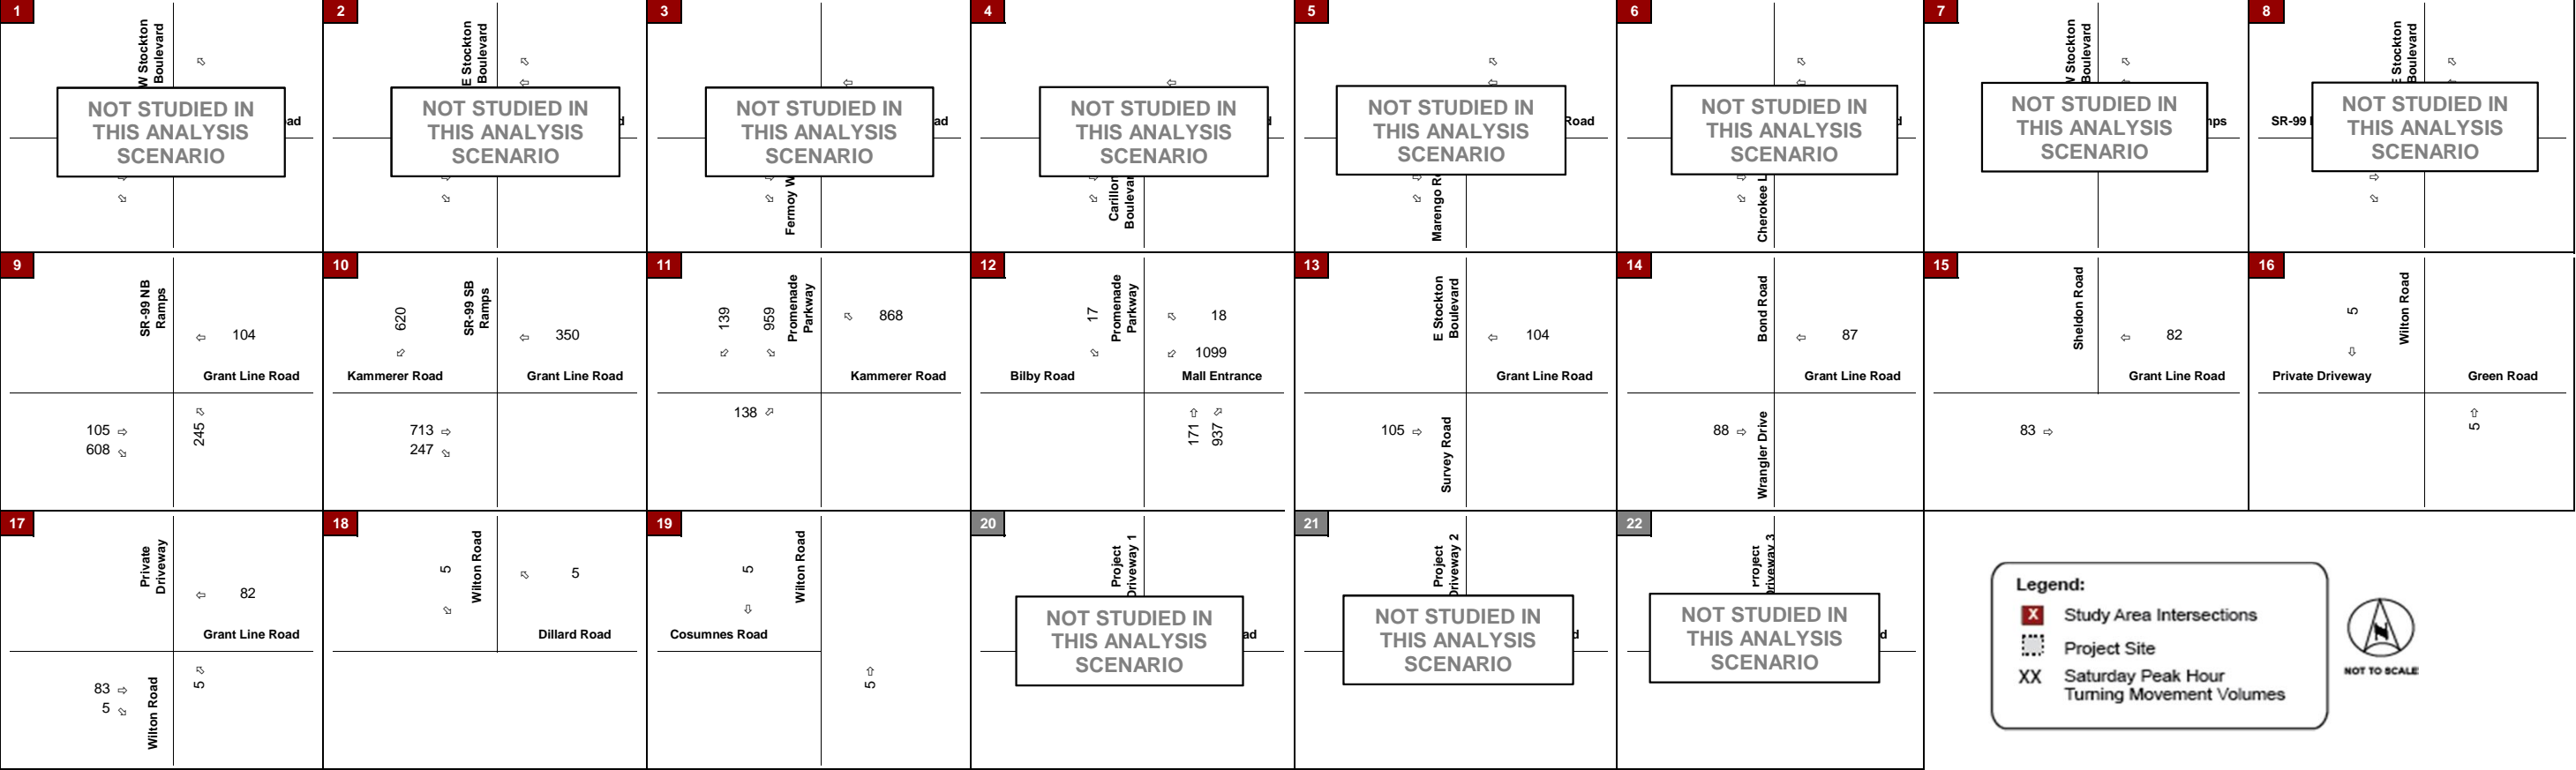 1
W Stockton
Boulevard
NOT STUDIED IN
THIS ANALYSIS
SCENARIO
2
E Stockton
Boulevard
NOT STUDIED IN
THIS ANALYSIS
SCENARIO
3
NOT STUDIED IN
THIS ANALYSIS
SCENARIO
Fermoy
4
NOT STUDIED IN
THIS ANALYSIS
SCENARIO
Carillon
Boulevar
5
Road
NOT STUDIED IN
THIS ANALYSIS
SCENARIO
Marengo
6
NOT STUDIED IN
THIS ANALYSIS
SCENARIO
Cherokee
7
W Stockton
Boulevard
NOT STUDIED IN
THIS ANALYSIS
SCENARIO
8
E Stockton
Boulevard
SR-99
NOT STUDIED IN
THIS ANALYSIS
SCENARIO
9
SR-99 NB
Ramps
104
Grant Line Road
105
608
245
10
620
SR-99 SB
Ramps
350
Kammerer Road
Grant Line Road
713
247
11
139
959
Promenade
Parkway
868
Kammerer Road
138
12
17
Promenade
Parkway
18
1099
Bilby Road
Mall Entrance
171
937
13
E Stockton
Boulevard
104
Grant Line Road
105
Survey Road
14
Bond Road
87
Grant Line Road
88
Wrangler Drive
15
Sheldon Road
82
Grant Line Road
83
16
5
Wilton Road
Private Driveway
Green Road
5
17
Private
Driveway
82
Grant Line Road
83
5
Wilton Road
5
18
5
Wilton Road
5
Dillard Road
19
5
Wilton Road
Cosumnes Road
5
20
Project
Driveway 1
NOT STUDIED IN
THIS ANALYSIS
SCENARIO
21
Project
Driveway 2
NOT STUDIED IN
THIS ANALYSIS
SCENARIO
22
Project
Driveway 3
NOT STUDIED IN
THIS ANALYSIS
SCENARIO
Legend:
X Study Area Intersections
Project Site
XX Saturday Peak Hour
Turning Movement Volumes
N
NOT TO SCALE